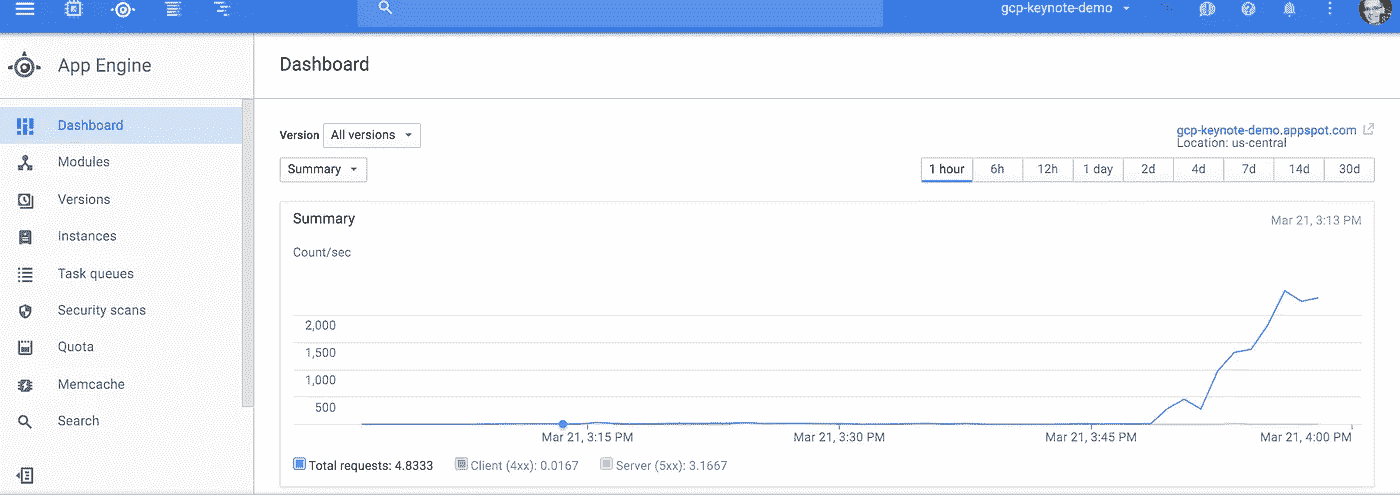 gcp-keynote-demo
App Engine
Dashboard
Dashboard
Modules
Versions
Instances
Task queues
Security scans
Quota
Memcache
Search
Version All versions
gcp-keynote-demo.appspot.com
Location: us-central
Summary
1 hour 6h 12h 1 day 2d 4d 7d 14d 30d
Summary
Mar 21, 3:13 PM
Count/sec
2,000
1,500
1,000
500
Mar 21, 3:15 PM Mar 21, 3:30 PM Mar 21, 3:45 PM Mar 21, 4:00 PM
Total requests: 4.8333 Client (4xx): 0.0167 Server (5xx): 3.1667